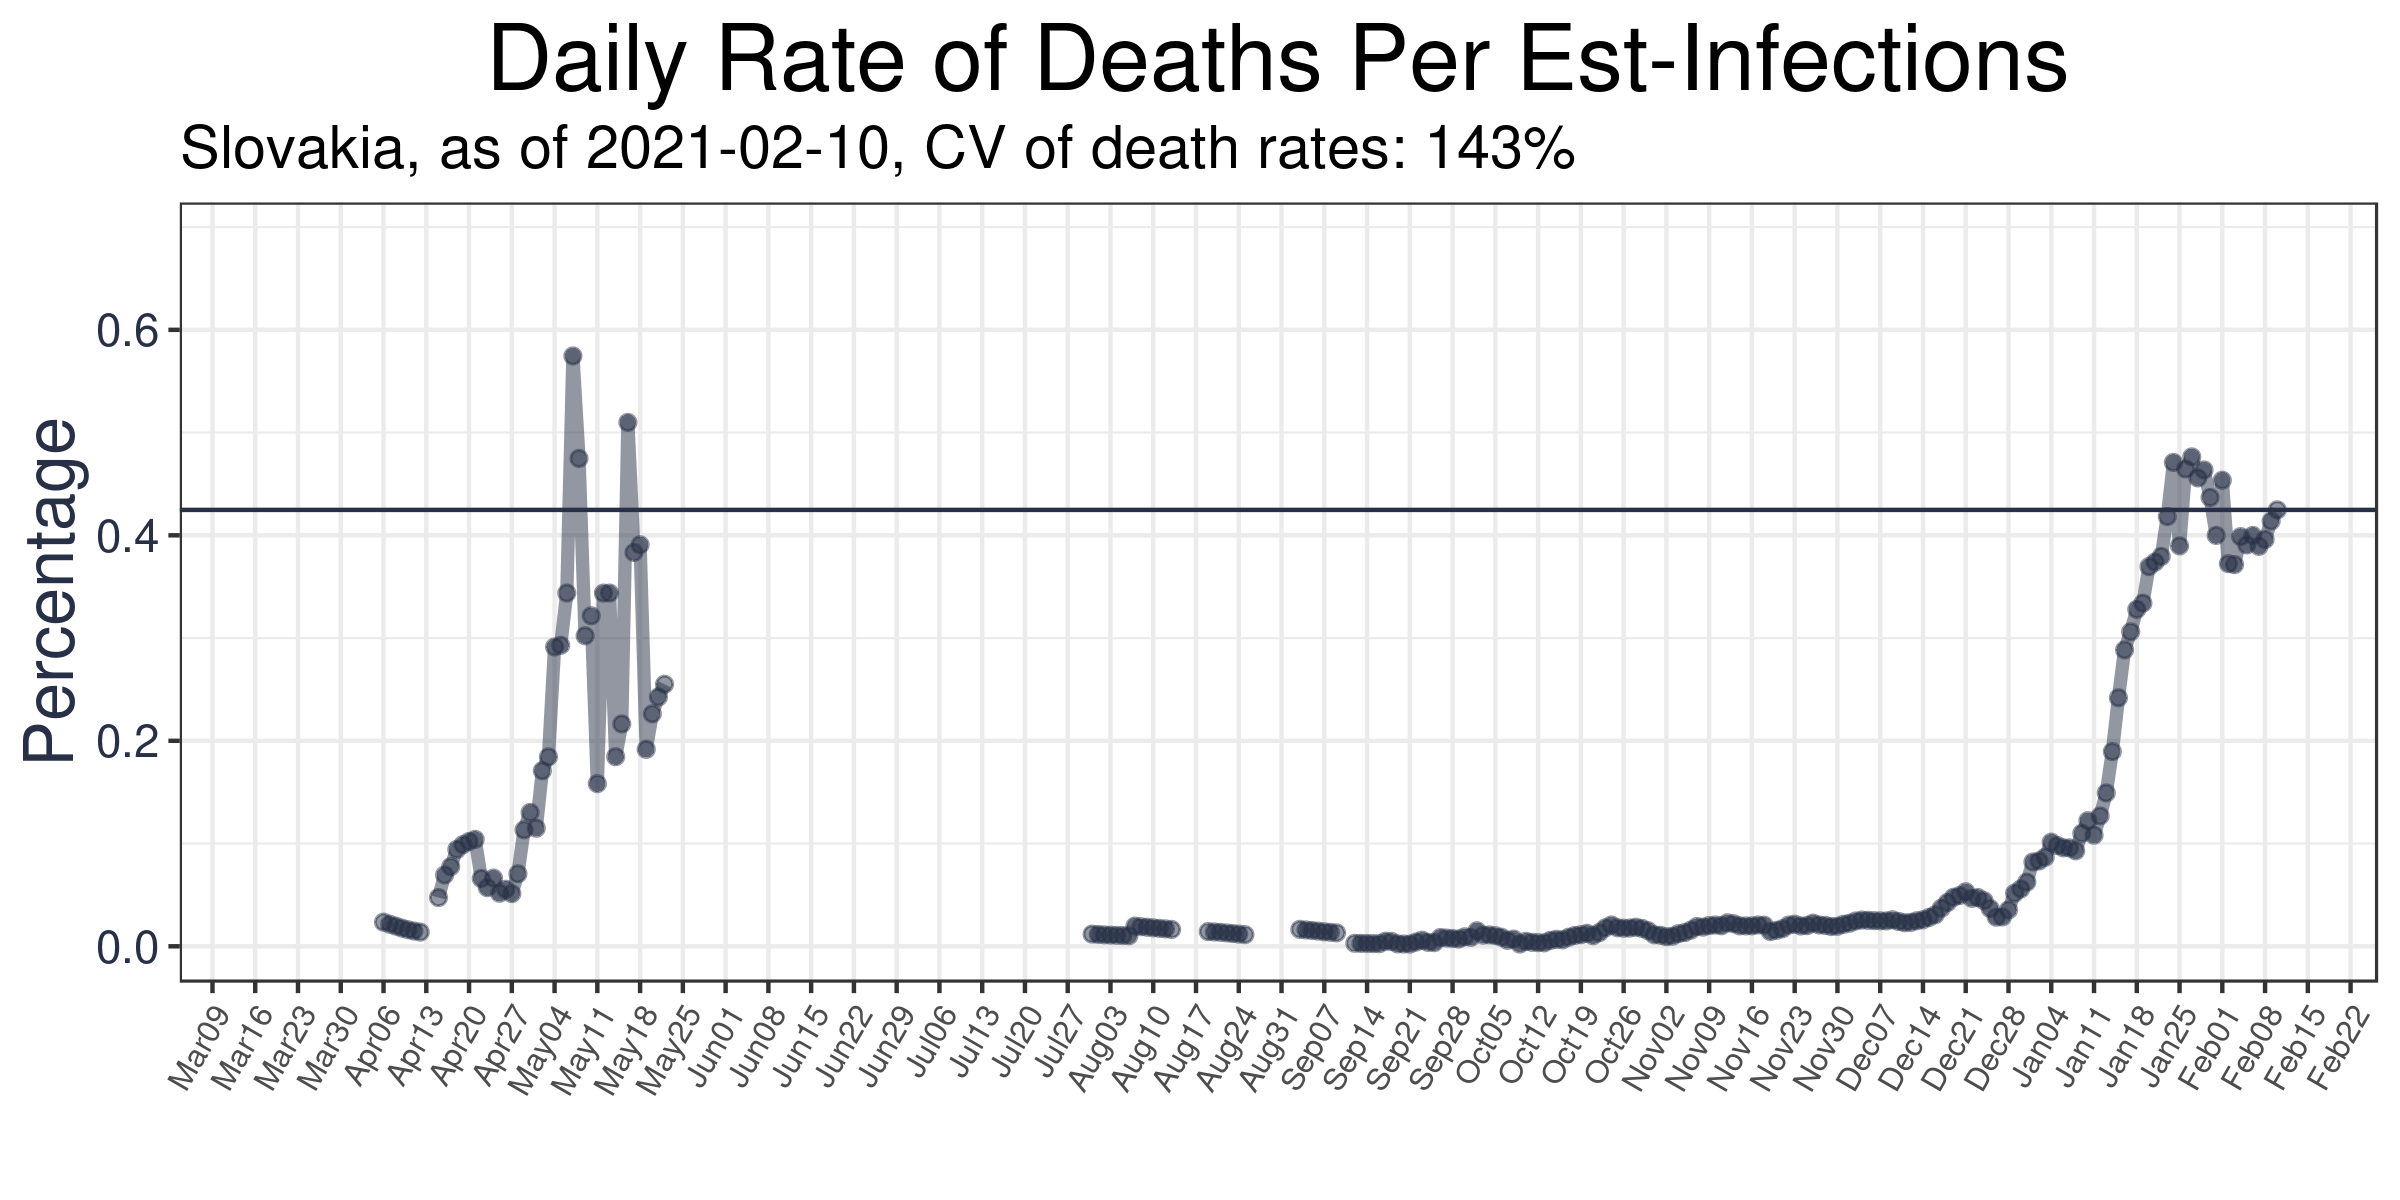 Daily Rate of Deaths Per Est-Infections
Slovakia, as of 2021-02-10, CV of death rates: 143%
Percentage
0.6
0.4
0.2
0.0
Mar09
Mar16
Mar23
Mar30
Apr06
Apr13
Apr20
Apr27
May04
May11
May18
May25
Jun01
Jun08
Jun15
Jun22
Jun29
Jul06
Jul13
Jul20
Jul27
Aug03
Aug10
Aug17
Aug24
Aug31
Sep07
Sep14
Sep21
Sep28
Oct05
Oct12
Oct19
Oct26
Nov02
Nov09
Nov16
Nov23
Nov30
Dec07
Dec14
Dec21
Dec28
Jan04
Jan11
Jan18
Jan25
Feb01
Feb08
Feb15
Feb22